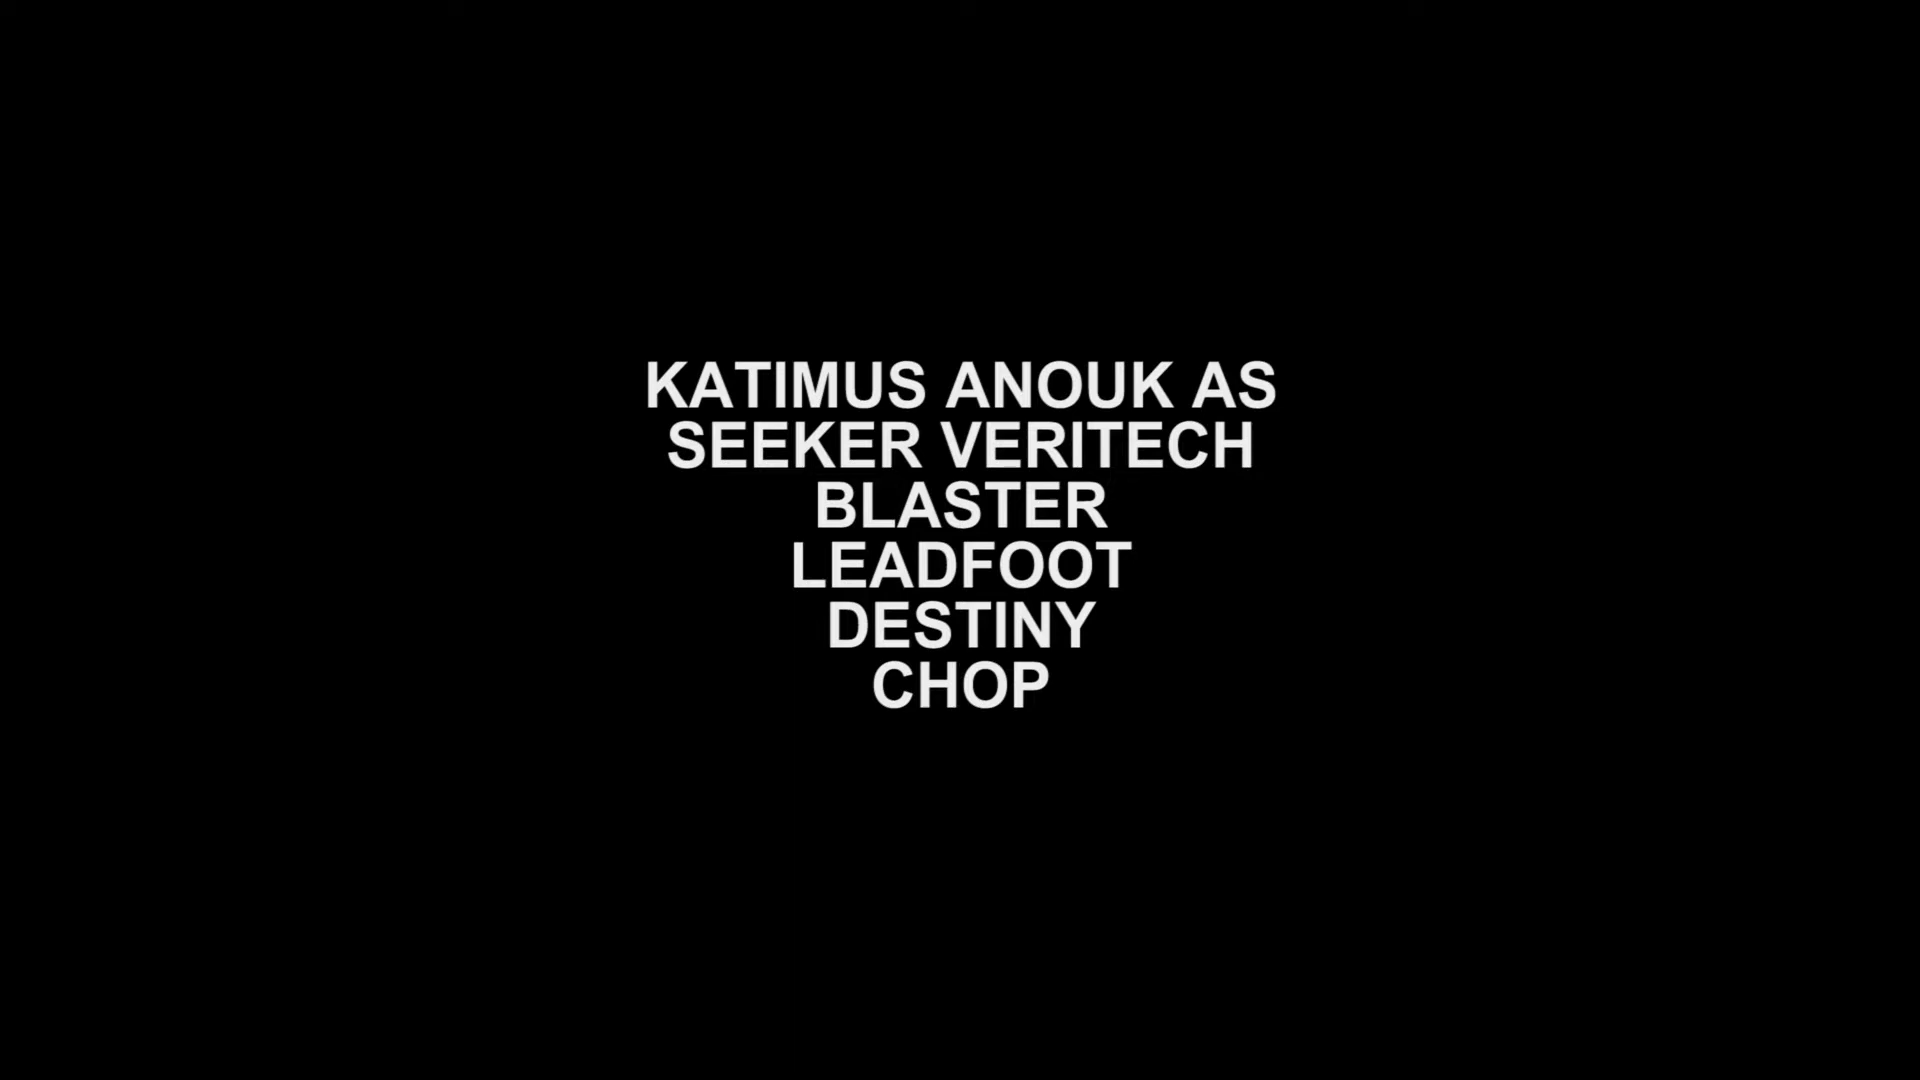 KATIMUS ANOUK AS
SEEKER VERITECH
BLASTER
LEADFOOT
DESTINY
CHOP